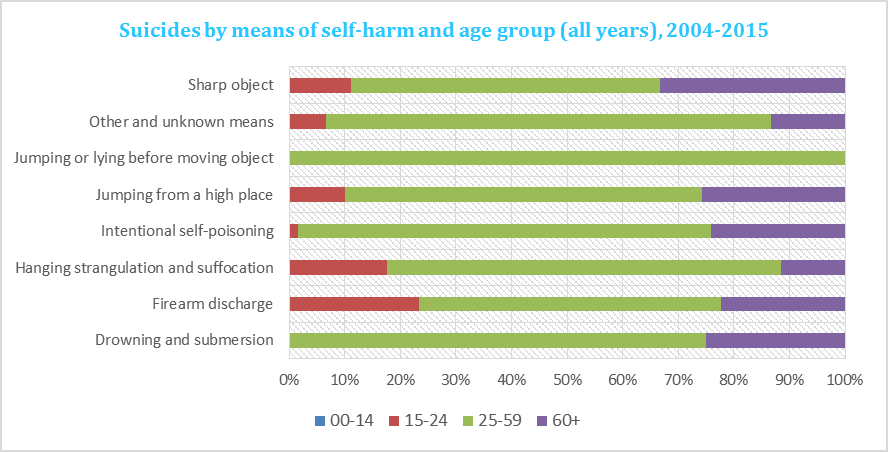 Suicides by means of self-harm and age group (all years), 2004-2015
Sharp object
Other and unknown means
Jumping or lying before moving object
Jumping from a high place
Intentional self-poisoning
Hanging strangulation and suffocation
Firearm discharge
Drowning and submersion
0% 10% 20% 30% 40% 50% 60% 70% 80% 90% 100%
00-14 15-24 25-59 60+